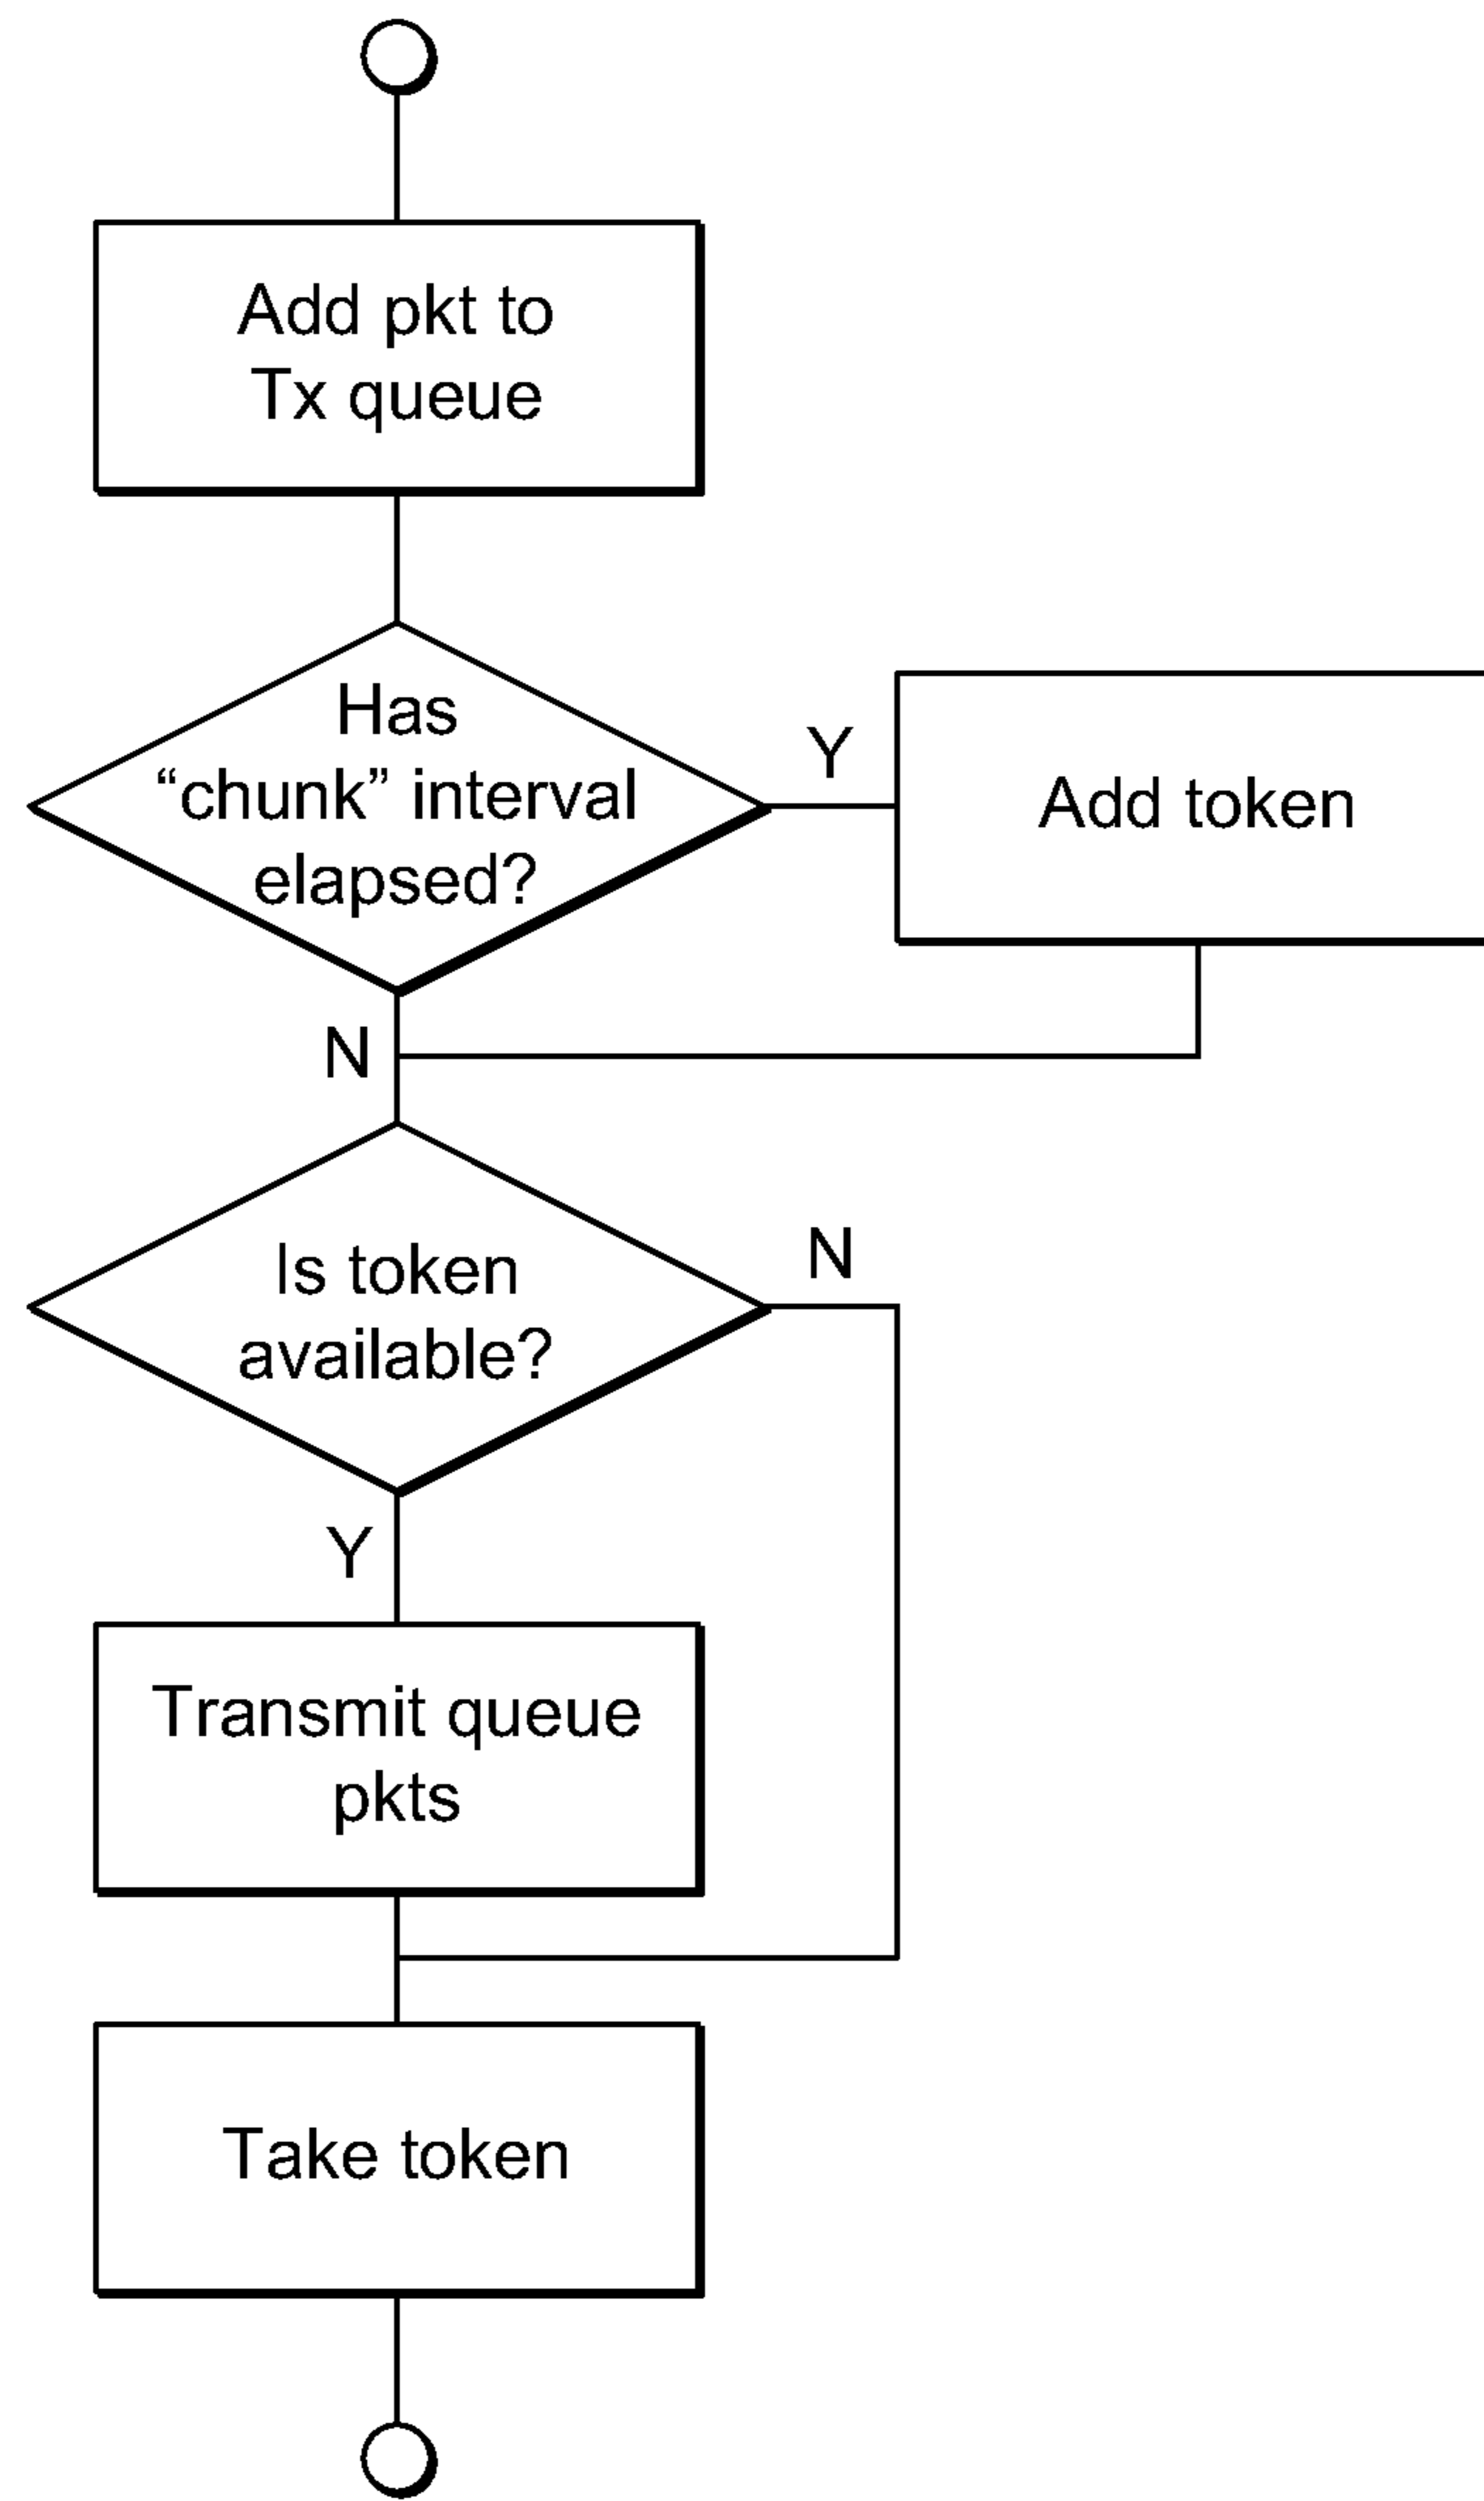 Add pkt to
Tx queue
Has
“chunk” interval
elapsed?
Y
Add token
N
Is token
available?
N
Y
Transmit queue
pkts
Take token